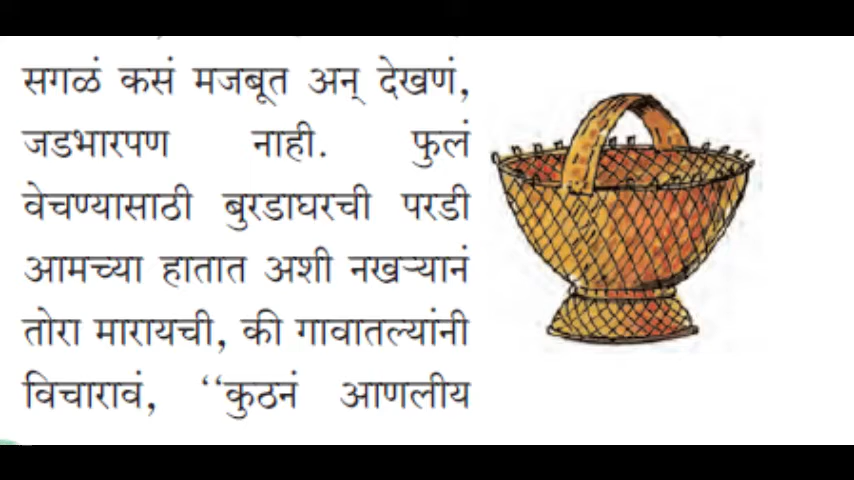 सगळं कसं मजबूत अन् देखणं,
जडभारपण नाही. फुलं
वेचण्यासाठी बुरडाघरची परडी
आमच्या हातात अशी नखऱ्यानं
तोरा मारायची, की गावातल्यांनी
विचारावं, ‘‘कुठनं आणलीय